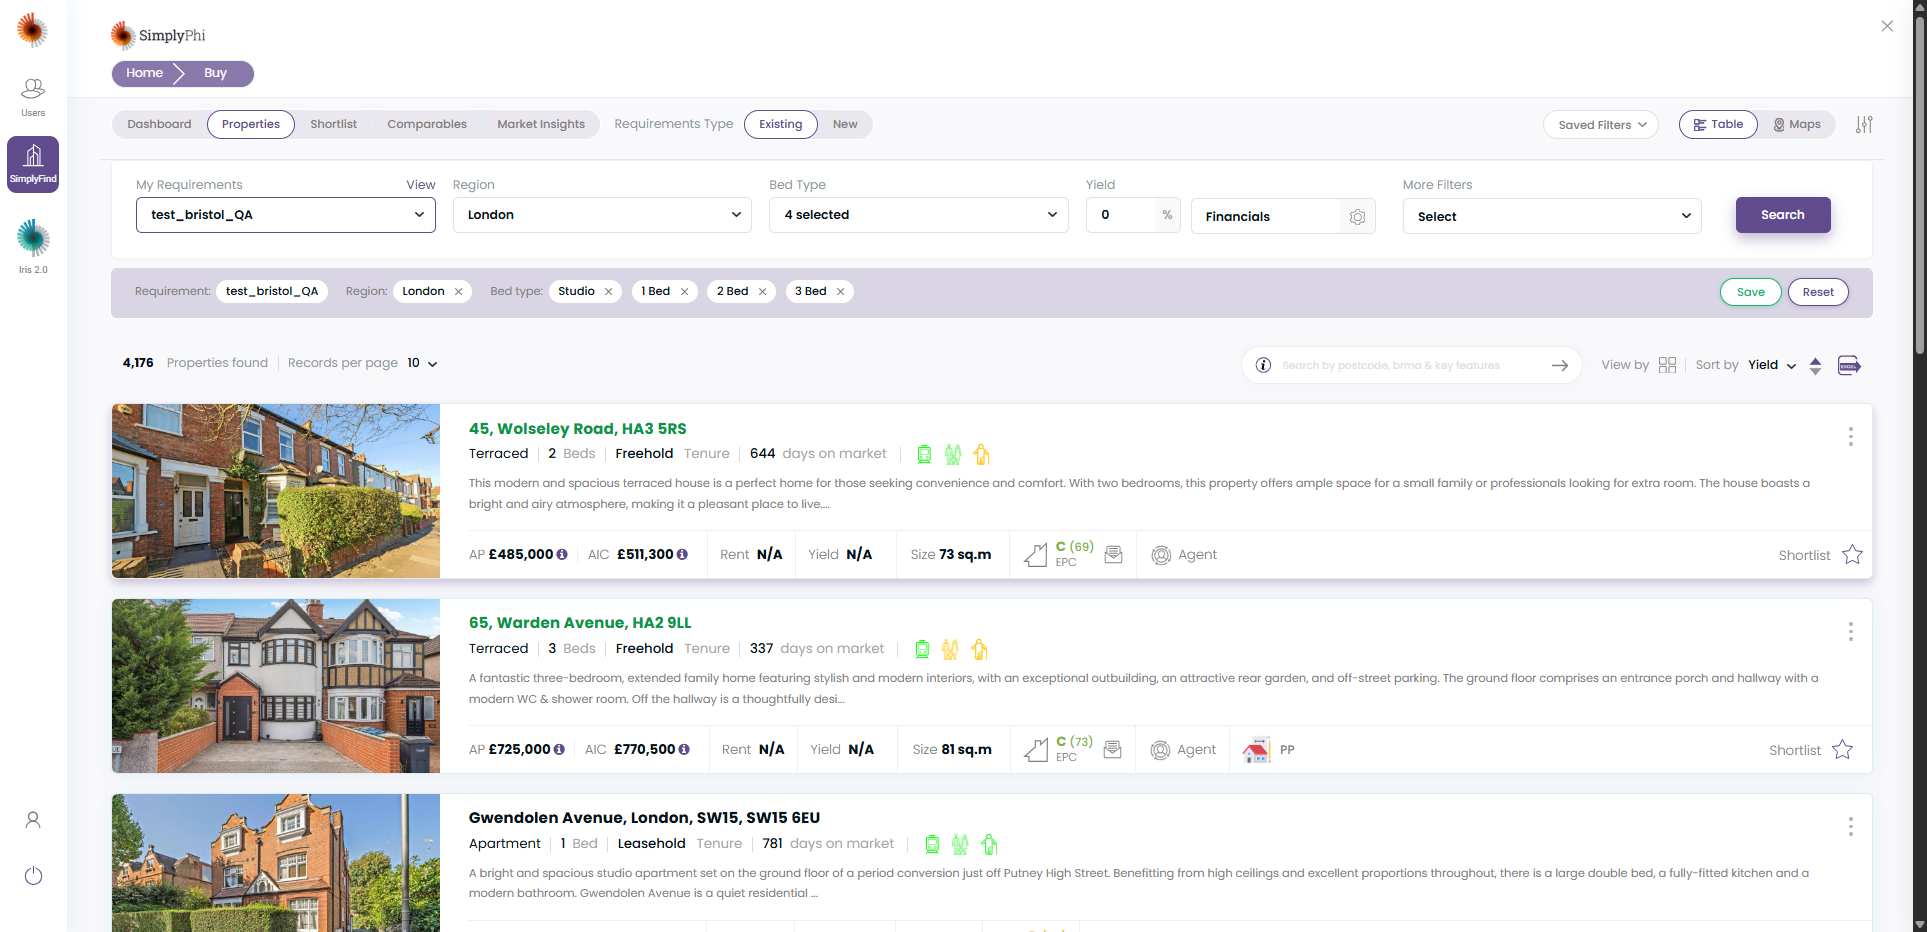 SimplyPhi
Home Buy
Users
SimplyFind
Iris 2.0
Dashboard Properties Shortlist Comparables Market Insights Requirements Type Existing New Saved Filters Table Maps
My Requirements View Region Bed Type Yield More Filters
test_bristol_QA London 4 selected 0 % Financials Select Search
Requirement: test_bristol_QA Region: London Bed type: Studio 1 Bed 2 Bed 3 Bed Save Reset
4,176 Properties found Records per page 10 Search by postcode, brma & key features View by Sort by Yield EXCEL
45, Wolseley Road, HA3 5RS
Terraced 2 Beds Freehold Tenure 644 days on market
This modern and spacious terraced house is a perfect home for those seeking convenience and comfort. With two bedrooms, this property offers ample space for a small family or professionals looking for extra room. The house boasts a
bright and airy atmosphere, making it a pleasant place to live....
AP £485,000 AIC £511,300 Rent N/A Yield N/A Size 73 sq.m C (69) EPC Agent Shortlist
65, Warden Avenue, HA2 9LL
Terraced 3 Beds Freehold Tenure 337 days on market
A fantastic three-bedroom, extended family home featuring stylish and modern interiors, with an exceptional outbuilding, an attractive rear garden, and off-street parking. The ground floor comprises an entrance porch and hallway with a
modern WC & shower room. Off the hallway is a thoughtfully desi...
AP £725,000 AIC £770,500 Rent N/A Yield N/A Size 81 sq.m C (73) EPC Agent PP Shortlist
Gwendolen Avenue, London, SW15, SW15 6EU
Apartment 1 Bed Leasehold Tenure 781 days on market
A bright and spacious studio apartment set on the ground floor of a period conversion just off Putney High Street. Benefitting from high ceilings and excellent proportions throughout, there is a large double bed, a fully-fitted kitchen and a
modern bathroom. Gwendolen Avenue is a quiet residential ...